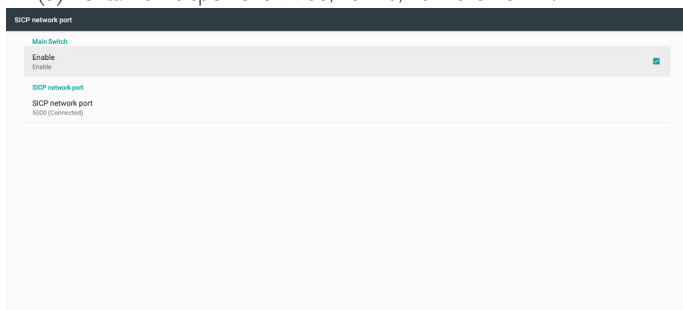 SICP network port
Main Switch
Enable
Enable
SICP network port
SICP network port
5000 (Connected)